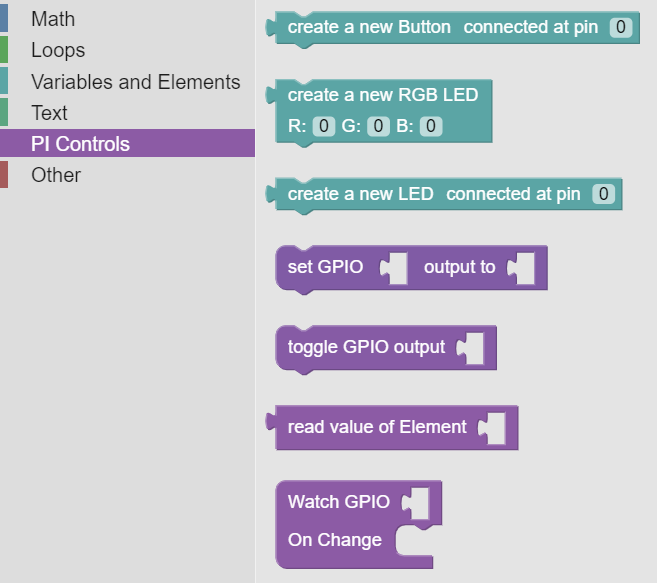 Math
Loops
Variables and Elements
Text
PI Controls
Other
create a new Button connected at pin 0
create a new RGB LED
R: 0 G: 0 B: 0
create a new LED connected at pin 0
set GPIO output to
toggle GPIO output
read value of Element
Watch GPIO
On Change